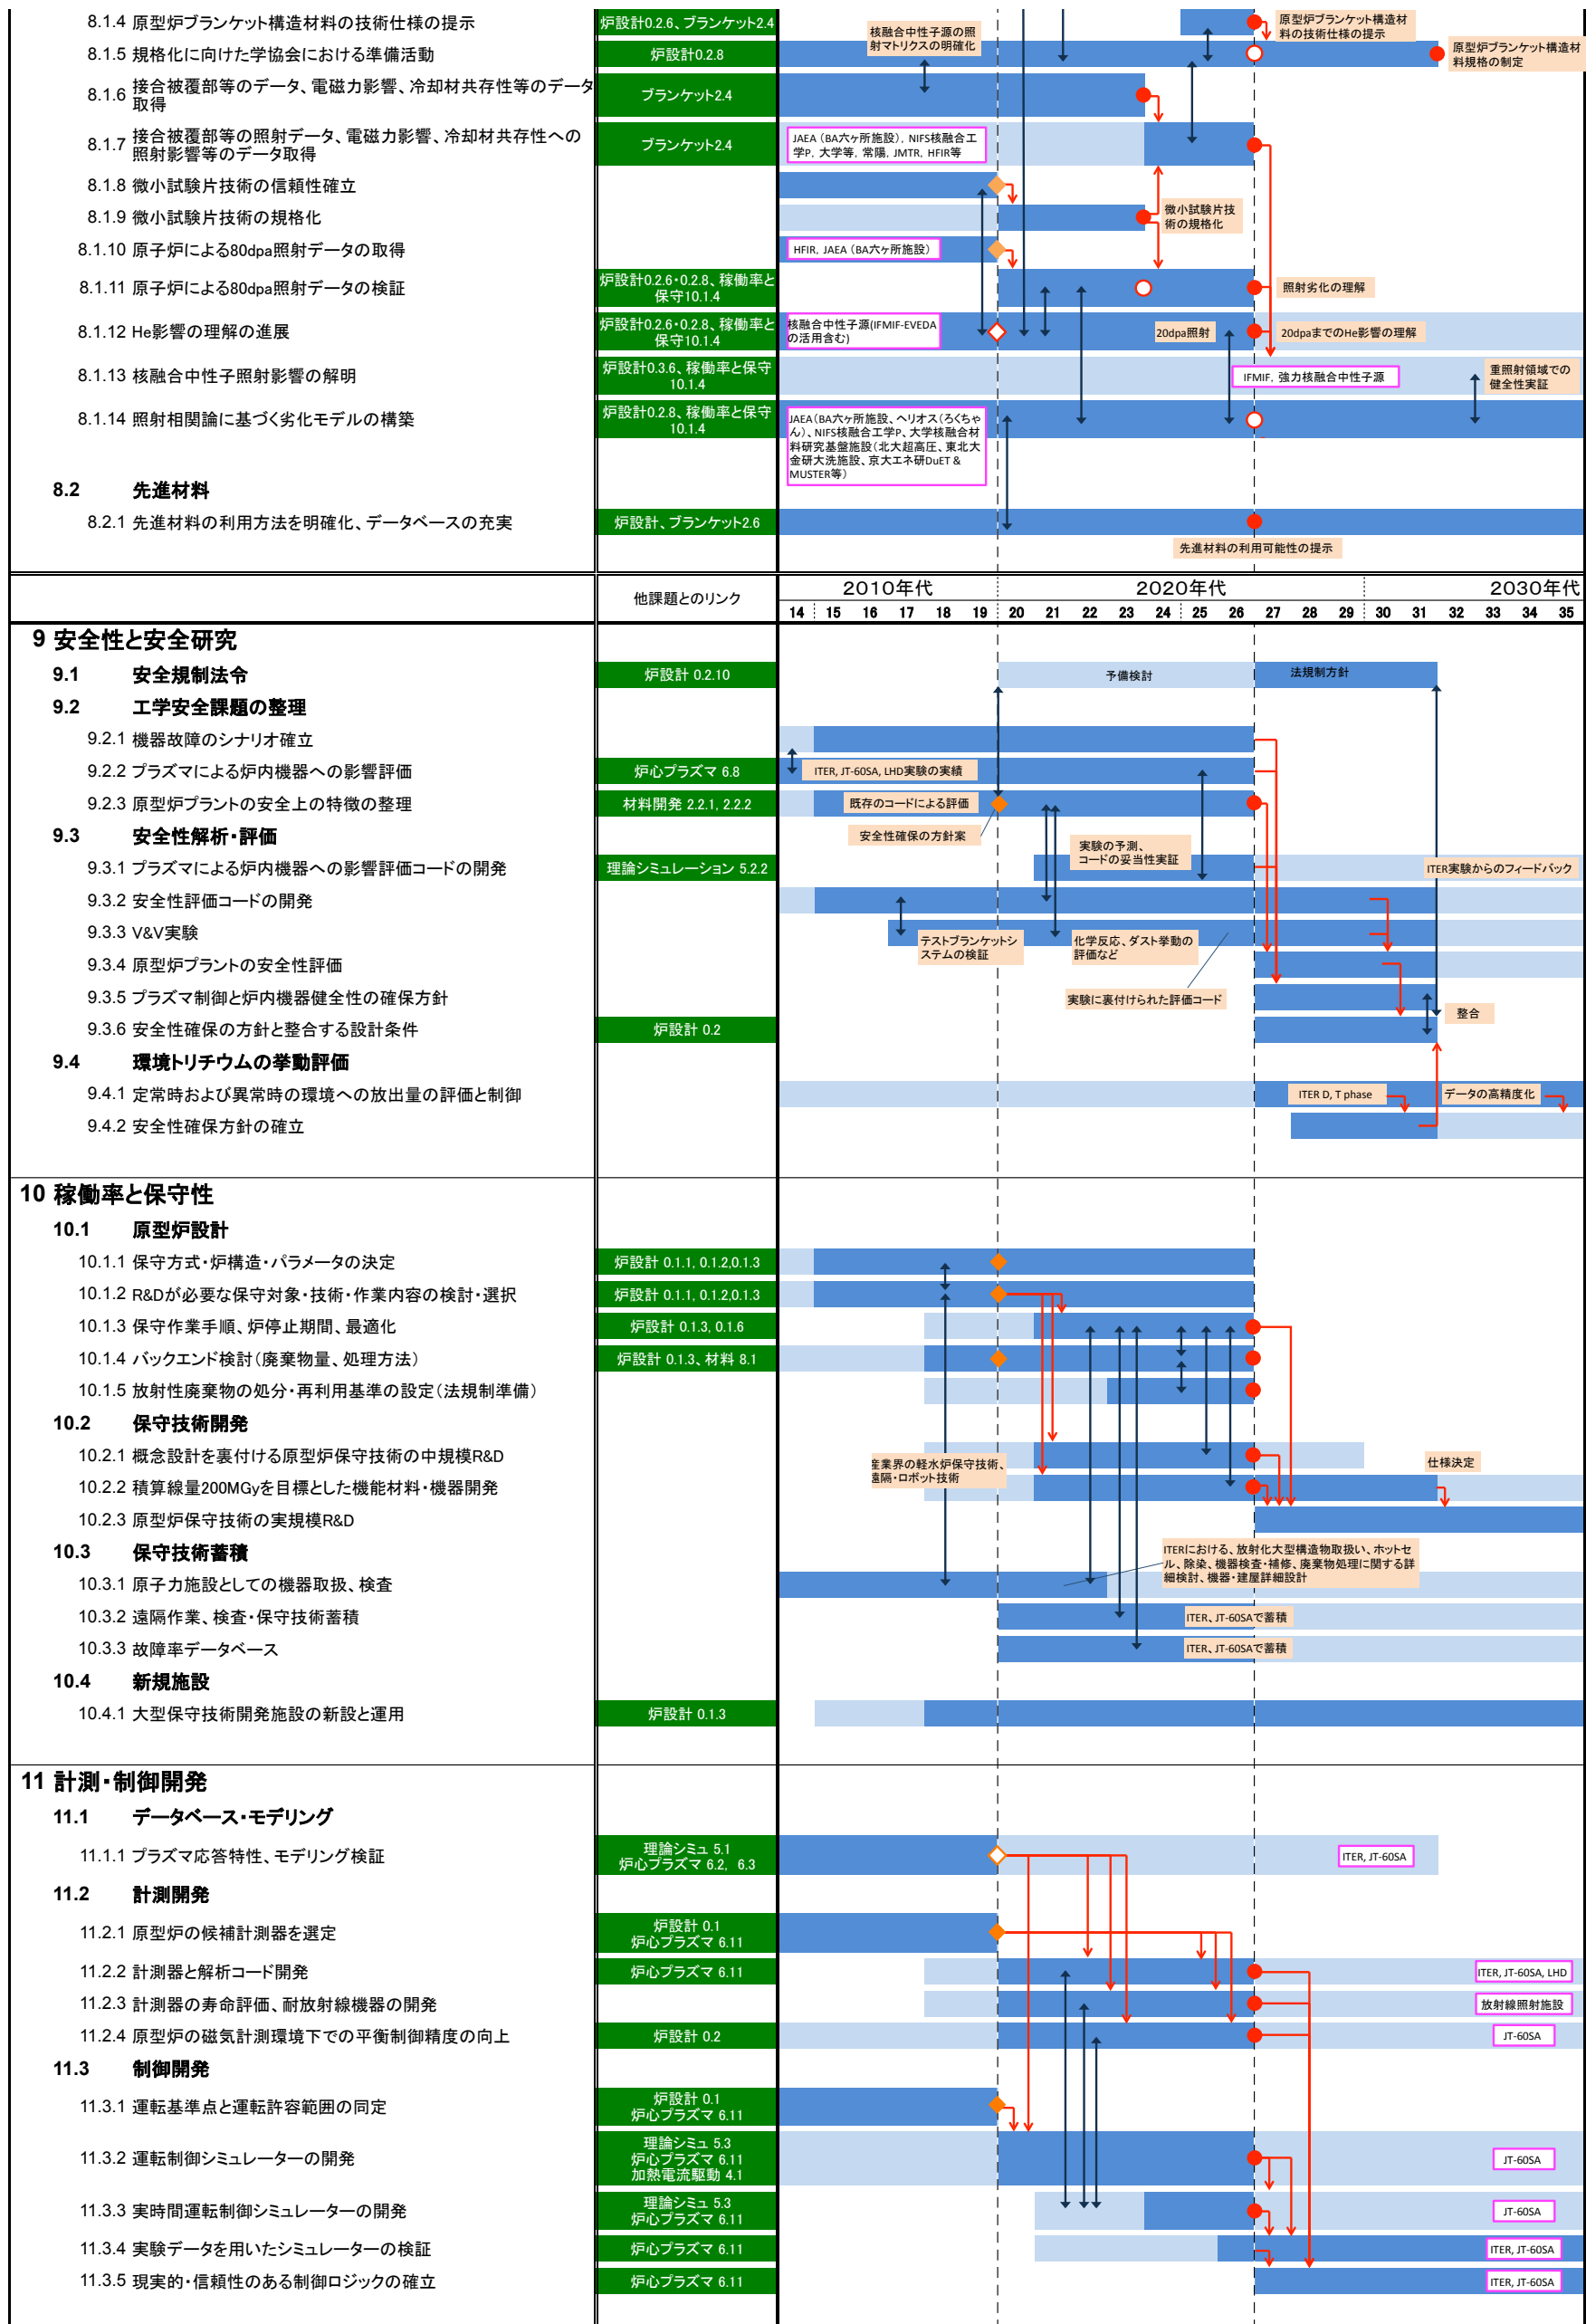 8.1.4 原型炉ブランケット構造材料の技術仕様の提示
炉設計0.2.6、ブランケット2.4
核融合中性子源の照
射マトリクスの明確化
原型炉ブランケット構造材
料の技術仕様の提示
8.1.5 規格化に向けた学協会における準備活動
炉設計0.2.8
原型炉ブランケット構造材
料規格の制定
8.1.6 接合被覆部等のデータ、電磁力影響、冷却材共存性等のデータ
取得
ブランケット2.4
8.1.7 接合被覆部等の照射データ、電磁力影響、冷却材共存性への
照射影響等のデータ取得
ブランケット2.4
JAEA（BA六ヶ所施設）, NIFS核融合工
学P, 大学等, 常陽, JMTR, HFIR等
8.1.8 微小試験片技術の信頼性確立
8.1.9 微小試験片技術の規格化
微小試験片技
術の規格化
8.1.10 原子炉による80dpa照射データの取得
HFIR, JAEA（BA六ヶ所施設）
8.1.11 原子炉による80dpa照射データの検証
炉設計0.2.6・0.2.8、稼働率と
保守10.1.4
照射劣化の理解
8.1.12 He影響の理解の進展
炉設計0.2.6・0.2.8、稼働率と
保守10.1.4
核融合中性子源(IFMIF-EVEDA
の活用含む)
20dpa照射
20dpaまでのHe影響の理解
8.1.13 核融合中性子照射影響の解明
炉設計0.3.6、稼働率と保守
10.1.4
IFMIF, 強力核融合中性子源
重照射領域での
健全性実証
8.1.14 照射相関論に基づく劣化モデルの構築
炉設計0.2.8、稼働率と保守
10.1.4
JAEA（BA六ヶ所施設、ヘリオス（ろくちゃ
ん）、NIFS核融合工学P、大学核融合材
料研究基盤施設（北大超高圧、東北大
金研大洗施設、京大エネ研DuET &
MUSTER等）
8.2 先進材料
8.2.1 先進材料の利用方法を明確化、データベースの充実
炉設計、ブランケット2.6
先進材料の利用可能性の提示
他課題とのリンク
2010年代 2020年代 2030年代
14 15 16 17 18 19 20 21 22 23 24 25 26 27 28 29 30 31 32 33 34 35
9 安全性と安全研究
9.1 安全規制法令
炉設計 0.2.10
予備検討
法規制方針
9.2 工学安全課題の整理
9.2.1 機器故障のシナリオ確立
9.2.2 プラズマによる炉内機器への影響評価
炉心プラズマ 6.8
ITER, JT-60SA, LHD実験の実績
9.2.3 原型炉プラントの安全上の特徴の整理
材料開発 2.2.1, 2.2.2
既存のコードによる評価
安全性確保の方針案
9.3 安全性解析・評価
実験の予測、
コードの妥当性実証
9.3.1 プラズマによる炉内機器への影響評価コードの開発
理論シミュレーション 5.2.2
ITER実験からのフィードバック
9.3.2 安全性評価コードの開発
9.3.3 V&V実験
テストブランケットシ
ステムの検証
化学反応、ダスト挙動の
評価など
9.3.4 原型炉プラントの安全性評価
9.3.5 プラズマ制御と炉内機器健全性の確保方針
実験に裏付けられた評価コード
9.3.6 安全性確保の方針と整合する設計条件
炉設計 0.2
整合
9.4 環境トリチウムの挙動評価
9.4.1 定常時および異常時の環境への放出量の評価と制御
ITER D, T phase
データの高精度化
9.4.2 安全性確保方針の確立
10 稼働率と保守性
10.1 原型炉設計
10.1.1 保守方式・炉構造・パラメータの決定
炉設計 0.1.1, 0.1.2,0.1.3
10.1.2 R&Dが必要な保守対象・技術・作業内容の検討・選択
炉設計 0.1.1, 0.1.2,0.1.3
10.1.3 保守作業手順、炉停止期間、最適化
炉設計 0.1.3, 0.1.6
10.1.4 バックエンド検討（廃棄物量、処理方法）
炉設計 0.1.3、材料 8.1
10.1.5 放射性廃棄物の処分・再利用基準の設定（法規制準備）
10.2 保守技術開発
10.2.1 概念設計を裏付ける原型炉保守技術の中規模R&D
産業界の軽水炉保守技術、
遠隔・ロボット技術
仕様決定
10.2.2 積算線量200MGyを目標とした機能材料・機器開発
10.2.3 原型炉保守技術の実規模R&D
10.3 保守技術蓄積
ITERにおける、放射化大型構造物取扱い、ホットセ
ル、除染、機器検査・補修、廃棄物処理に関する詳
細検討、機器・建屋詳細設計
10.3.1 原子力施設としての機器取扱、検査
10.3.2 遠隔作業、検査・保守技術蓄積
ITER、JT-60SAで蓄積
10.3.3 故障率データベース
ITER、JT-60SAで蓄積
10.4 新規施設
10.4.1 大型保守技術開発施設の新設と運用
炉設計 0.1.3
11 計測・制御開発
11.1 データベース・モデリング
11.1.1 プラズマ応答特性、モデリング検証
理論シミュ 5.1
炉心プラズマ 6.2, 6.3
ITER, JT-60SA
11.2 計測開発
11.2.1 原型炉の候補計測器を選定
炉設計 0.1
炉心プラズマ 6.11
11.2.2 計測器と解析コード開発
炉心プラズマ 6.11
ITER, JT-60SA, LHD
11.2.3 計測器の寿命評価、耐放射線機器の開発
放射線照射施設
11.2.4 原型炉の磁気計測環境下での平衡制御精度の向上
炉設計 0.2
JT-60SA
11.3 制御開発
11.3.1 運転基準点と運転許容範囲の同定
炉設計 0.1
炉心プラズマ 6.11
11.3.2 運転制御シミュレーターの開発
理論シミュ 5.3
炉心プラズマ 6.11
加熱電流駆動 4.1
JT-60SA
11.3.3 実時間運転制御シミュレーターの開発
理論シミュ 5.3
炉心プラズマ 6.11
JT-60SA
11.3.4 実験データを用いたシミュレーターの検証
炉心プラズマ 6.11
ITER, JT-60SA
11.3.5 現実的・信頼性のある制御ロジックの確立
炉心プラズマ 6.11
ITER, JT-60SA